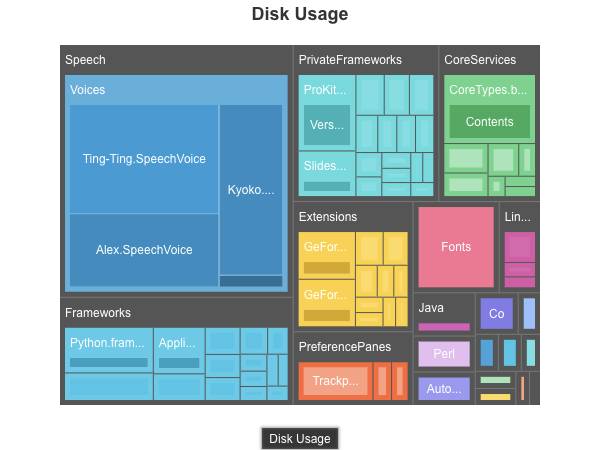 Disk Usage
Speech
Voices
Ting-Ting.SpeechVoice
Kyoko....
Alex.SpeechVoice
Frameworks
Python.fram...
Appli...
PrivateFrameworks
ProKit...
Vers...
Slides...
CoreServices
CoreTypes.b...
Contents
Extensions
GeFor...
GeFor...
PreferencePanes
Trackp...
Fonts
Lin...
Java
Co
Perl
Auto...
Disk Usage